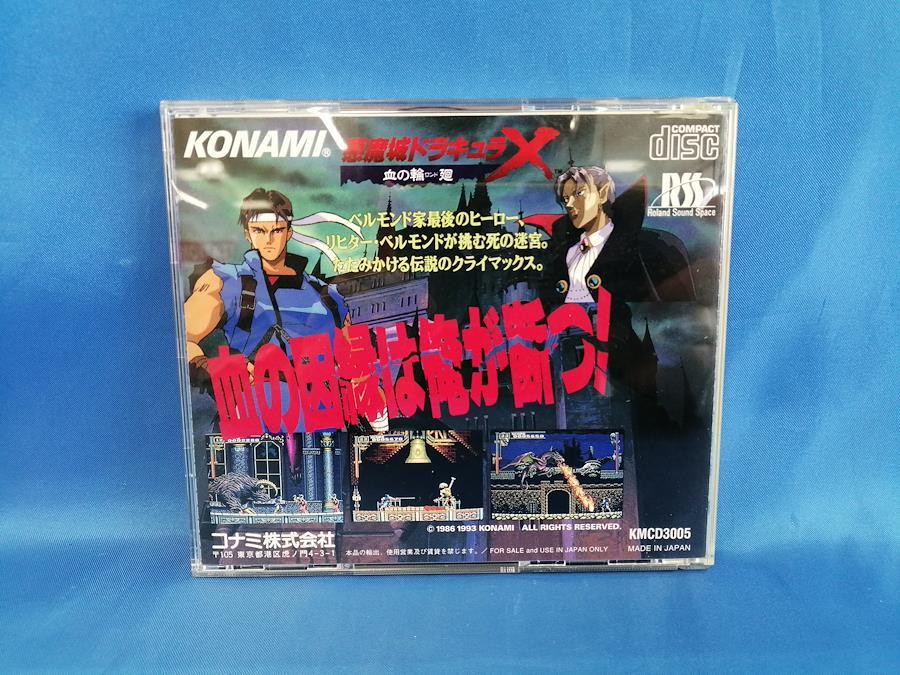 KONAMI®
悪魔城ドラキュラX
血の輪廻
ロンド
COMPACT
disc
RSS
Roland Sound Space
ベルモンド家最後のヒーロー、
リヒター・ベルモンドが挑む死の迷宮。
たたみかける伝説のクライマックス。
血の因縁は俺が断つ!
© 1986 1993 KONAMI ALL RIGHTS RESERVED.
コナミ株式会社
〒105 東京都港区虎ノ門4-3-1
本品の輸出、使用営業及び賃貸を禁じます。/ FOR SALE and USE IN JAPAN ONLY
KMCD3005
MADE IN JAPAN